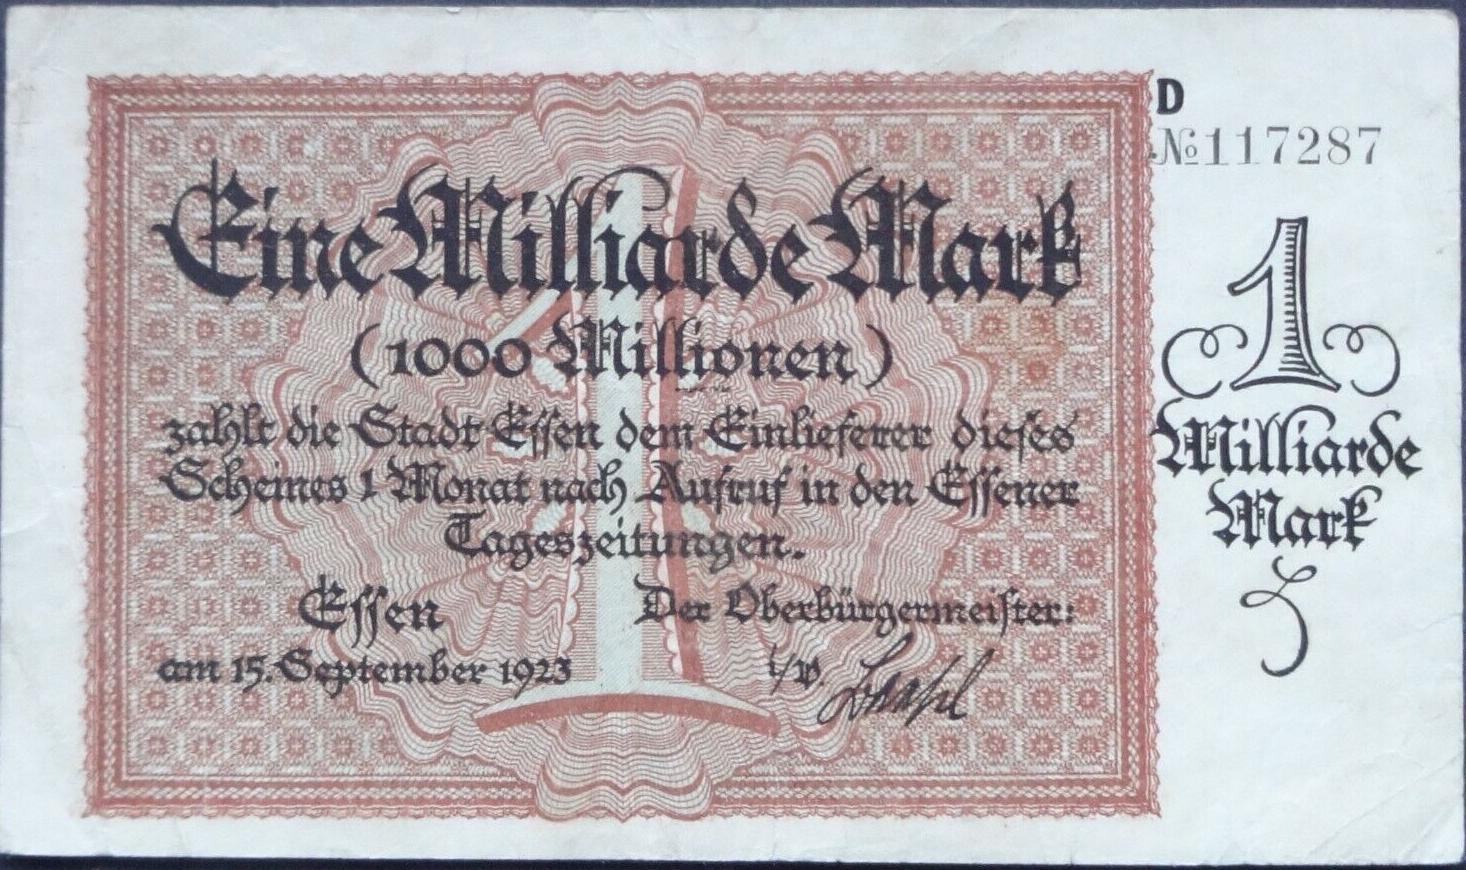 Eine Milliarde Mark
(1000 Millionen)
zahlt die Stadt Essen dem Einlieferer dieses
Scheines 1 Monat nach Aufruf in den Essener
Tageszeitungen.
Essen
am 15. September 1923
Der Oberbürgermeister:
i/v
D
№117287
1
Milliarde
Mark